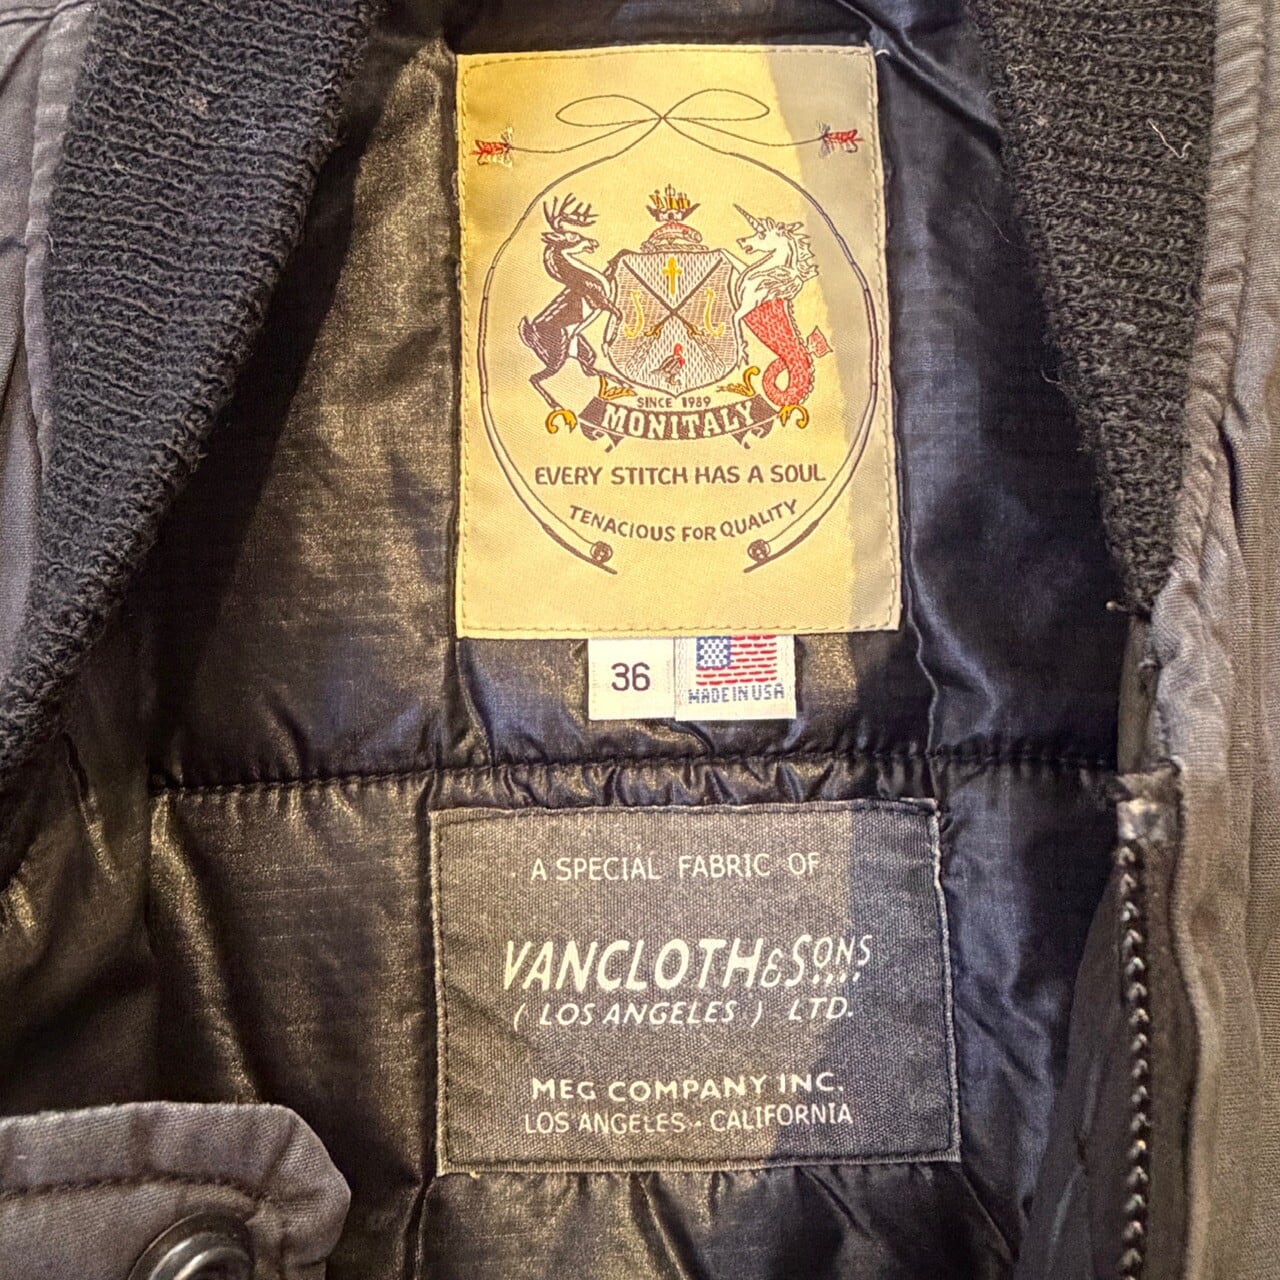 SINCE 1989
MONITALY
EVERY STITCH HAS A SOUL
TENACIOUS FOR QUALITY
36
MADE IN USA
A SPECIAL FABRIC OF
VANCLOTH & SONS
( LOS ANGELES ) LTD.
MEG COMPANY INC.
LOS ANGELES - CALIFORNIA